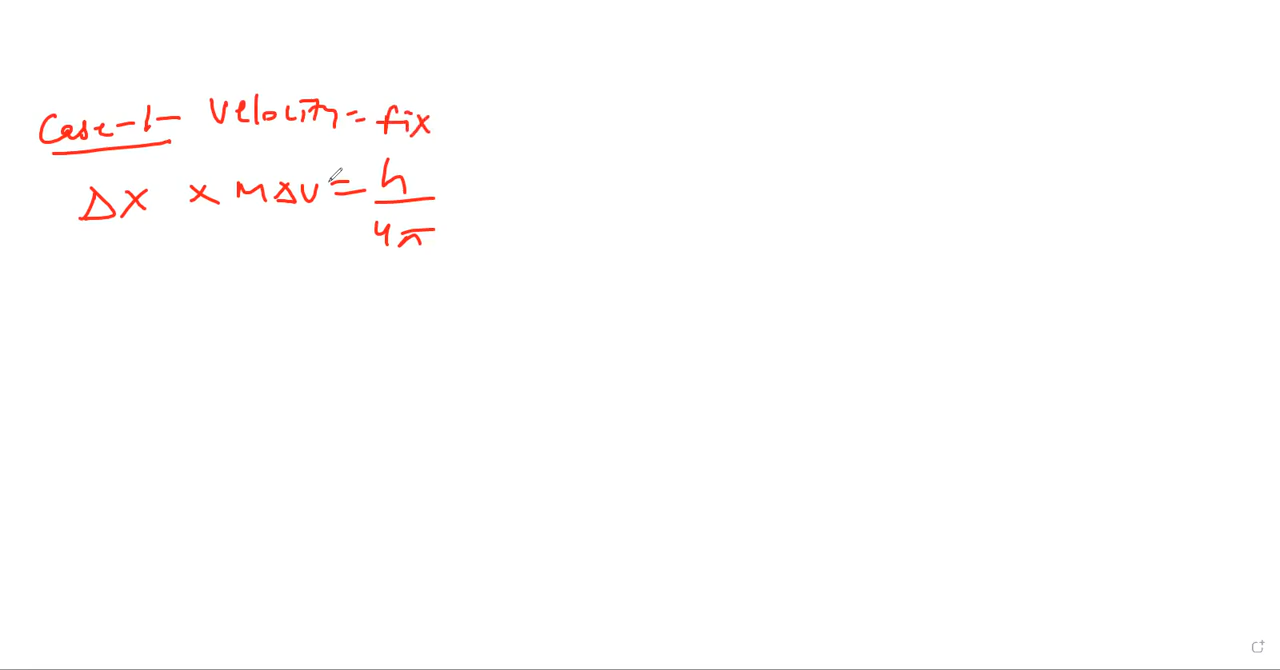 Case-1- Velocity = fix
Δx × mΔv = h/4π